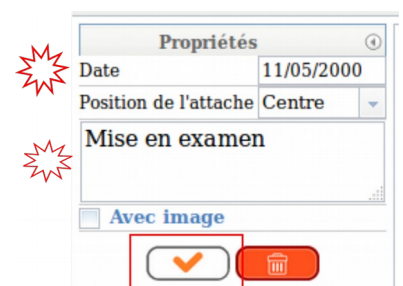 Propriétés
Date 11/05/2000
Position de l'attache Centre
Mise en examen
Avec image